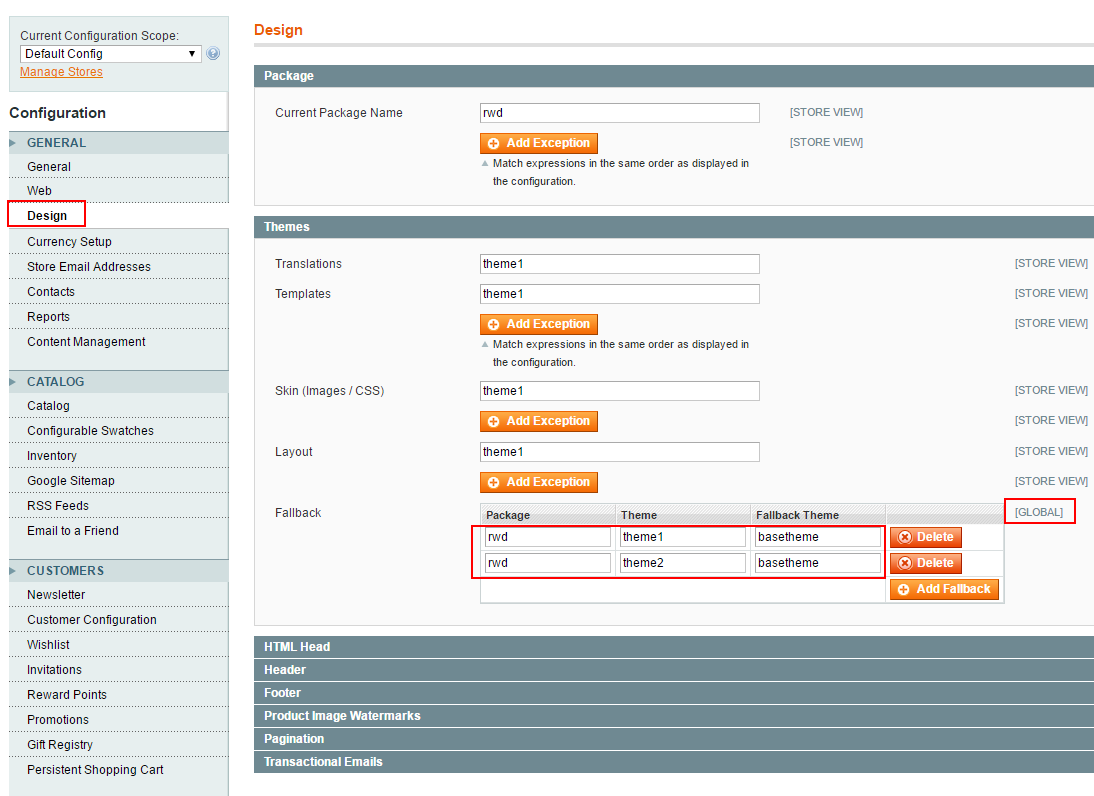 Current Configuration Scope:
Default Config
Manage Stores
Configuration
GENERAL
General
Web
Design
Currency Setup
Store Email Addresses
Contacts
Reports
Content Management
CATALOG
Catalog
Configurable Swatches
Inventory
Google Sitemap
RSS Feeds
Email to a Friend
CUSTOMERS
Newsletter
Customer Configuration
Wishlist
Invitations
Reward Points
Promotions
Gift Registry
Persistent Shopping Cart
Design
Package
Current Package Name rwd [STORE VIEW]
Add Exception [STORE VIEW]
Match expressions in the same order as displayed in
the configuration.
Themes
Translations theme1 [STORE VIEW]
Templates theme1 [STORE VIEW]
Add Exception [STORE VIEW]
Match expressions in the same order as displayed in
the configuration.
Skin (Images / CSS) theme1 [STORE VIEW]
Add Exception [STORE VIEW]
Layout theme1 [STORE VIEW]
Add Exception [STORE VIEW]
Fallback Package Theme Fallback Theme [GLOBAL]
rwd theme1 basetheme Delete
rwd theme2 basetheme Delete
Add Fallback
HTML Head
Header
Footer
Product Image Watermarks
Pagination
Transactional Emails